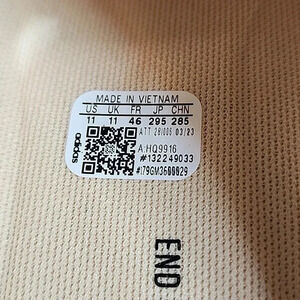 MADE IN VIETNAM
US UK FR JP CHN
11 11 46 295 285
ATT 281005 03/23
adidas
A:HQ9916
#132249033
#179GM3600029
END